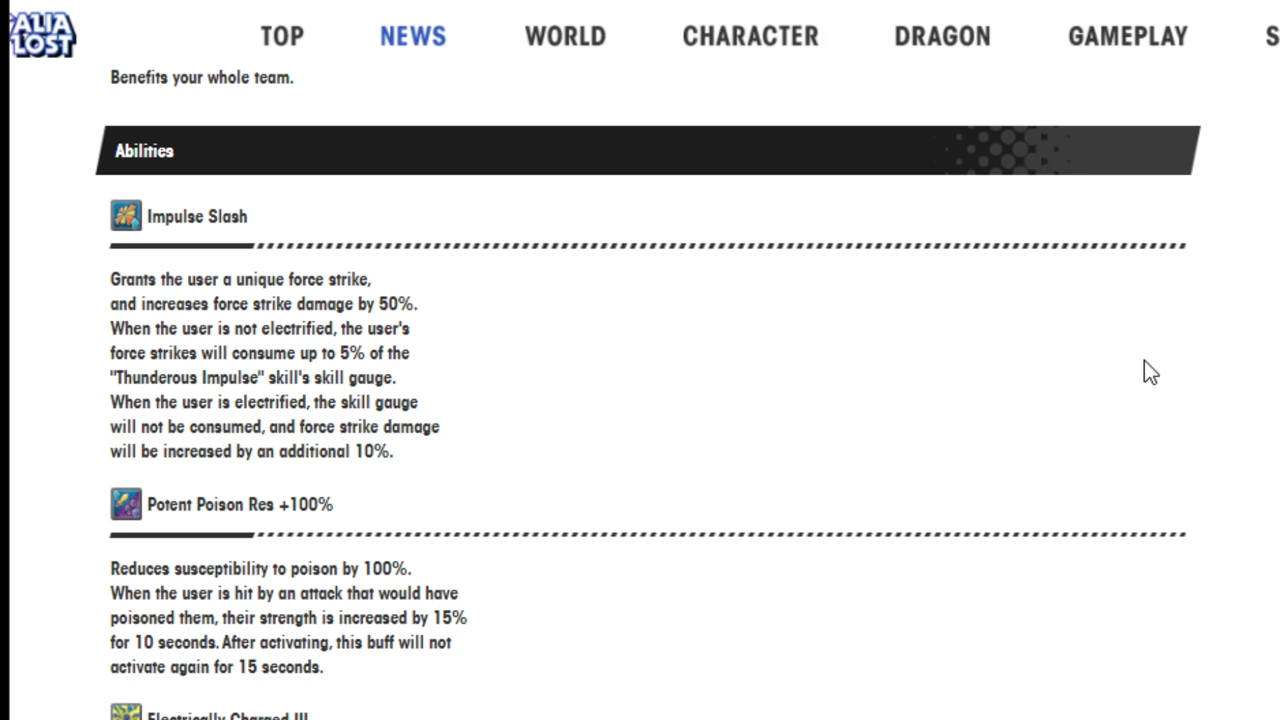 ALIA
LOST
TOP NEWS WORLD CHARACTER DRAGON GAMEPLAY S
Benefits your whole team.
Abilities
Impulse Slash
Grants the user a unique force strike,
and increases force strike damage by 50%.
When the user is not electrified, the user's
force strikes will consume up to 5% of the
"Thunderous Impulse" skill's skill gauge.
When the user is electrified, the skill gauge
will not be consumed, and force strike damage
will be increased by an additional 10%.
Potent Poison Res +100%
Reduces susceptibility to poison by 100%.
When the user is hit by an attack that would have
poisoned them, their strength is increased by 15%
for 10 seconds. After activating, this buff will not
activate again for 15 seconds.
Electrically Charged III